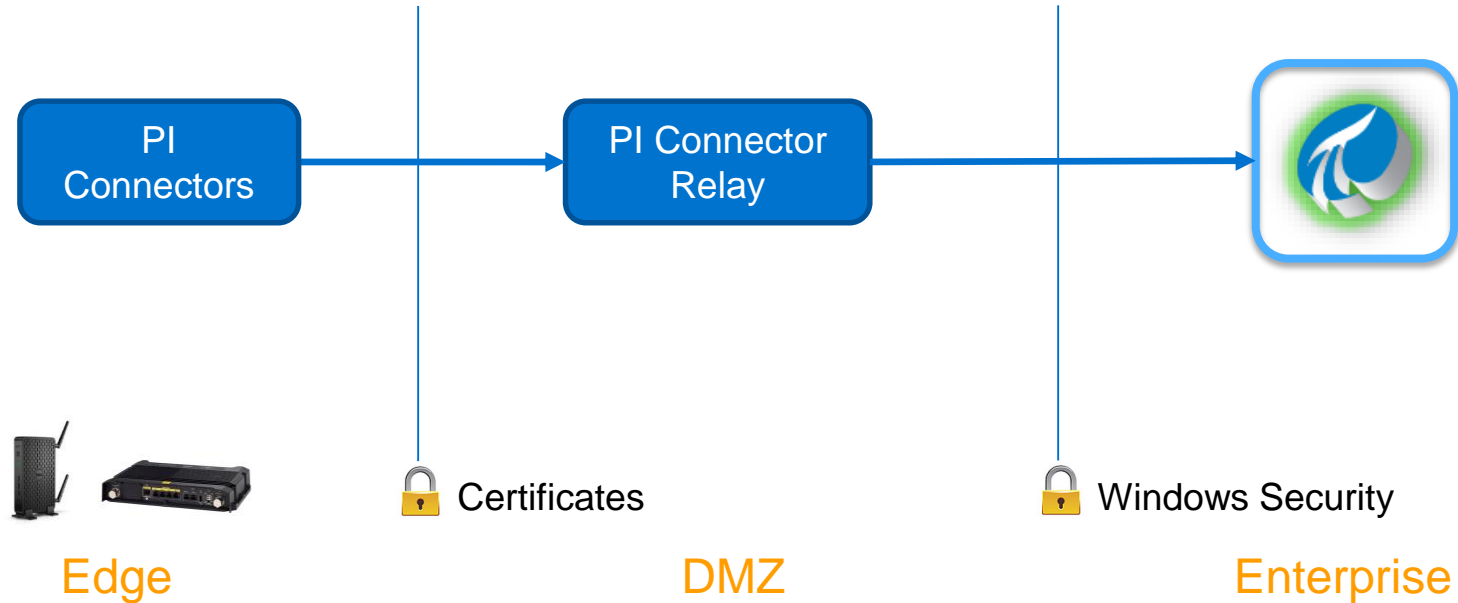 PI
Connectors
PI Connector
Relay
Certificates
Windows Security
Edge
DMZ
Enterprise